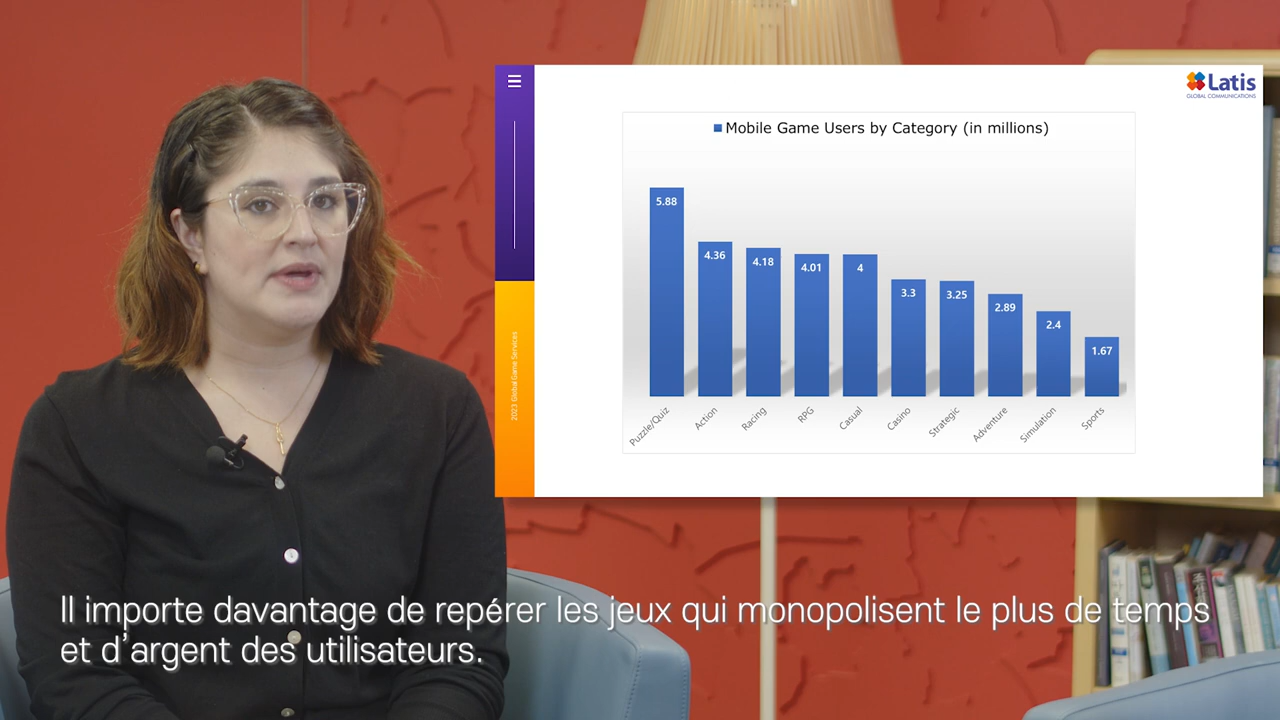 Latis
GLOBAL COMMUNICATIONS
Mobile Game Users by Category (in millions)
5.88
4.36
4.18
4.01
4
3.3
3.25
2.89
2.4
1.67
Puzzle/Quiz
Action
Racing
RPG
Casual
Casino
Strategic
Adventure
Simulation
Sports
2023 Global Game Services
Il importe davantage de repérer les jeux qui monopolisent le plus de temps
et d'argent des utilisateurs.